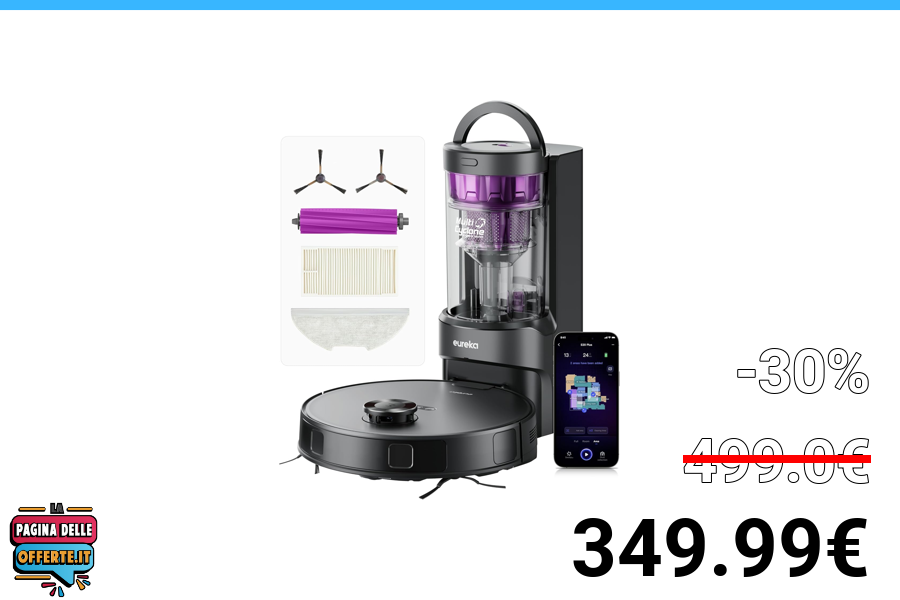 Multi
Cyclone
eureka
-30%
499.0€
349.99€
LA
PAGINA DELLE
OFFERTE.IT